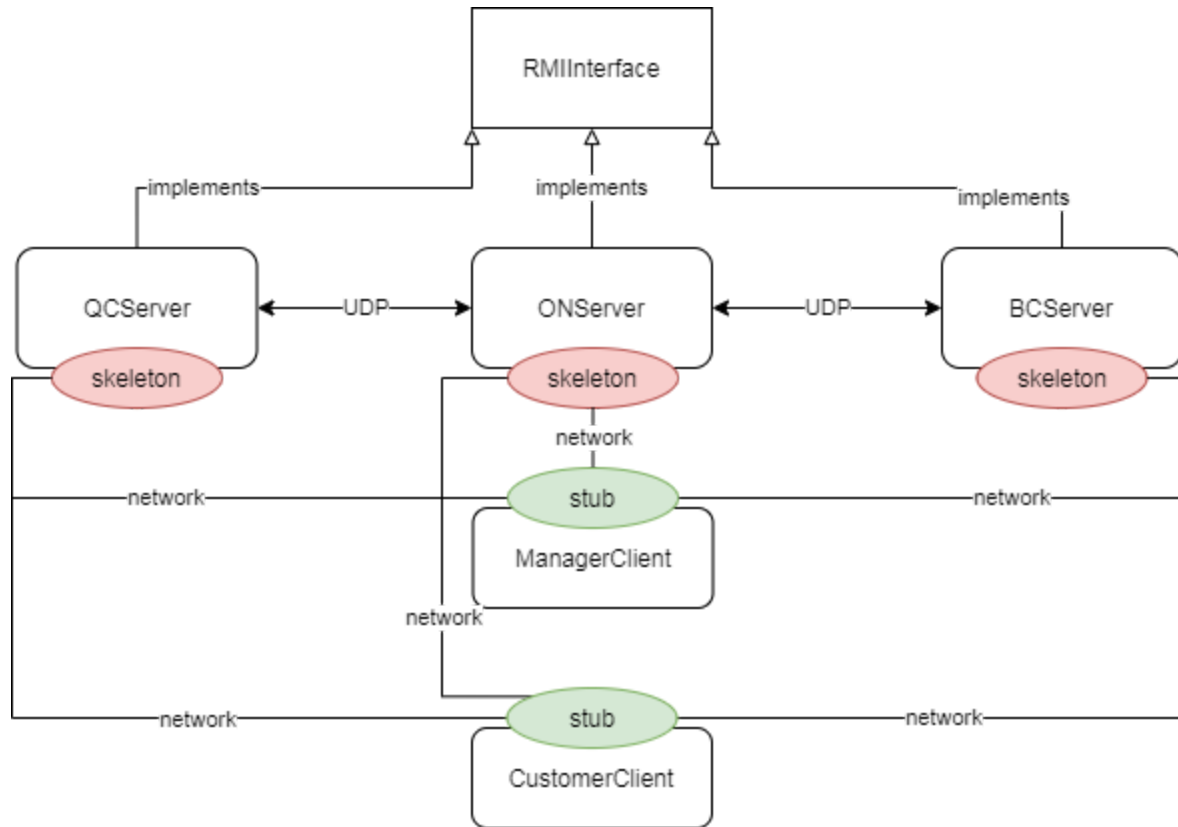 RMIInterface
implements
implements
implements
QCServer
UDP
ONServer
UDP
BCServer
skeleton
skeleton
skeleton
network
network
stub
network
ManagerClient
network
network
stub
network
CustomerClient